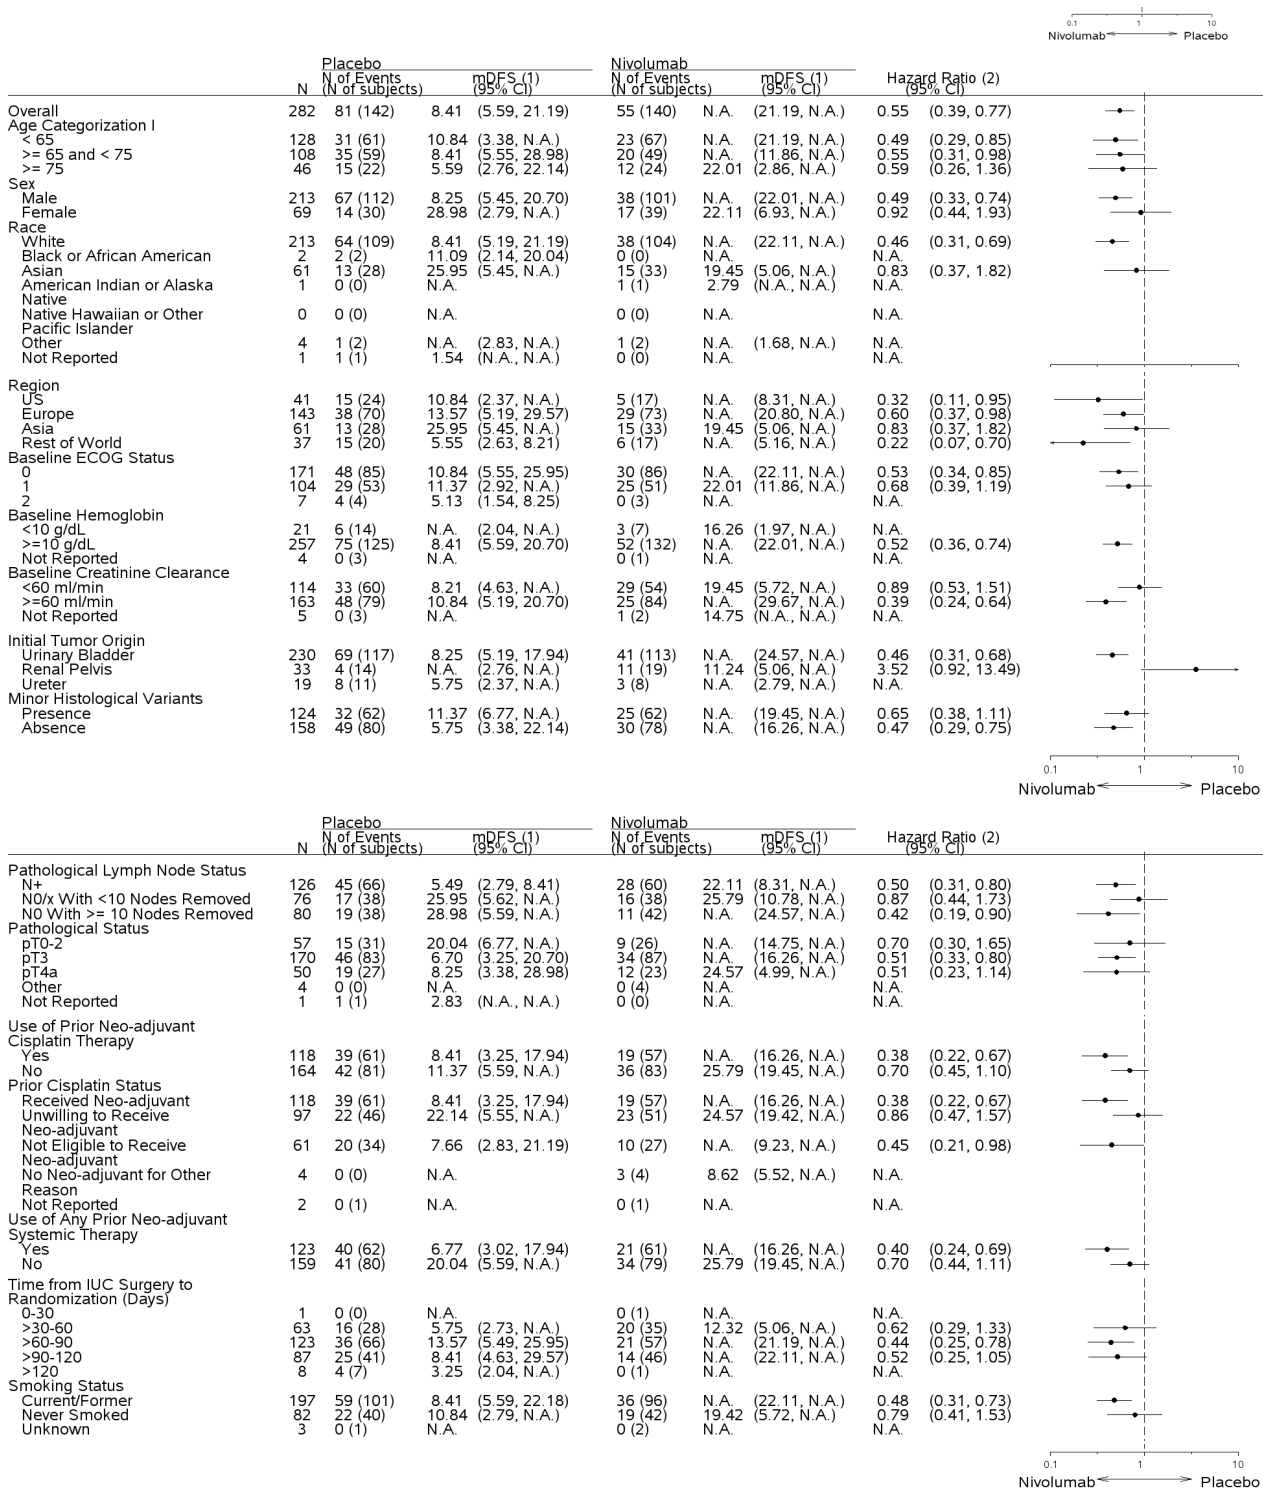 0.1 1 10
Nivolumab Placebo
Placebo Nivolumab
N of Events mDFS (1) N of Events mDFS (1) Hazard Ratio (2)
N (N of subjects) (95% CI) (N of subjects) (95% CI) (95% CI)
Overall 282 81 (142) 8.41 (5.59, 21.19) 55 (140) N.A. (21.19, N.A.) 0.55 (0.39, 0.77)
Age Categorization I
< 65 128 31 (61) 10.84 (3.38, N.A.) 23 (67) N.A. (21.19, N.A.) 0.49 (0.29, 0.85)
>= 65 and < 75 108 35 (59) 8.41 (5.55, 28.98) 20 (49) N.A. (11.86, N.A.) 0.55 (0.31, 0.98)
>= 75 46 15 (22) 5.59 (2.76, 22.14) 12 (24) 22.01 (2.86, N.A.) 0.59 (0.26, 1.36)
Sex
Male 213 67 (112) 8.25 (5.45, 20.70) 38 (101) N.A. (22.01, N.A.) 0.49 (0.33, 0.74)
Female 69 14 (30) 28.98 (2.79, N.A.) 17 (39) 22.11 (6.93, N.A.) 0.92 (0.44, 1.93)
Race
White 213 64 (109) 8.41 (5.19, 21.19) 38 (104) N.A. (22.11, N.A.) 0.46 (0.31, 0.69)
Black or African American 2 2 (2) 11.09 (2.14, 20.04) 0 (0) N.A. N.A.
Asian 61 13 (28) 25.95 (5.45, N.A.) 15 (33) 19.45 (5.06, N.A.) 0.83 (0.37, 1.82)
American Indian or Alaska 1 0 (0) N.A. 1 (1) 2.79 (N.A., N.A.) N.A.
Native
Native Hawaiian or Other 0 0 (0) N.A. 0 (0) N.A. N.A.
Pacific Islander
Other 4 1 (2) N.A. (2.83, N.A.) 1 (2) N.A. (1.68, N.A.) N.A.
Not Reported 1 1 (1) 1.54 (N.A., N.A.) 0 (0) N.A. N.A.
Region
US 41 15 (24) 10.84 (2.37, N.A.) 5 (17) N.A. (8.31, N.A.) 0.32 (0.11, 0.95)
Europe 143 38 (70) 13.57 (5.19, 29.57) 29 (73) N.A. (20.80, N.A.) 0.60 (0.37, 0.98)
Asia 61 13 (28) 25.95 (5.45, N.A.) 15 (33) 19.45 (5.06, N.A.) 0.83 (0.37, 1.82)
Rest of World 37 15 (20) 5.55 (2.63, 8.21) 6 (17) N.A. (5.16, N.A.) 0.22 (0.07, 0.70)
Baseline ECOG Status
0 171 48 (85) 10.84 (5.55, 25.95) 30 (86) N.A. (22.11, N.A.) 0.53 (0.34, 0.85)
1 104 29 (53) 11.37 (2.92, N.A.) 25 (51) 22.01 (11.86, N.A.) 0.68 (0.39, 1.19)
2 7 4 (4) 5.13 (1.54, 8.25) 0 (3) N.A. N.A.
Baseline Hemoglobin
<10 g/dL 21 6 (14) N.A. (2.04, N.A.) 3 (7) 16.26 (1.97, N.A.) N.A.
>=10 g/dL 257 75 (125) 8.41 (5.59, 20.70) 52 (132) N.A. (22.01, N.A.) 0.52 (0.36, 0.74)
Not Reported 4 0 (3) N.A. 0 (1) N.A. N.A.
Baseline Creatinine Clearance
<60 ml/min 114 33 (60) 8.21 (4.63, N.A.) 29 (54) 19.45 (5.72, N.A.) 0.89 (0.53, 1.51)
>=60 ml/min 163 48 (79) 10.84 (5.19, 20.70) 25 (84) N.A. (29.67, N.A.) 0.39 (0.24, 0.64)
Not Reported 5 0 (3) N.A. 1 (2) 14.75 (N.A., N.A.) N.A.
Initial Tumor Origin
Urinary Bladder 230 69 (117) 8.25 (5.19, 17.94) 41 (113) N.A. (24.57, N.A.) 0.46 (0.31, 0.68)
Renal Pelvis 33 4 (14) N.A. (2.76, N.A.) 11 (19) 11.24 (5.06, N.A.) 3.52 (0.92, 13.49)
Ureter 19 8 (11) 5.75 (2.37, N.A.) 3 (8) N.A. (2.79, N.A.) N.A.
Minor Histological Variants
Presence 124 32 (62) 11.37 (6.77, N.A.) 25 (62) N.A. (19.45, N.A.) 0.65 (0.38, 1.11)
Absence 158 49 (80) 5.75 (3.38, 22.14) 30 (78) N.A. (16.26, N.A.) 0.47 (0.29, 0.75)
0.1 1 10
Nivolumab Placebo
Placebo Nivolumab
N of Events mDFS (1) N of Events mDFS (1) Hazard Ratio (2)
N (N of subjects) (95% CI) (N of subjects) (95% CI) (95% CI)
Pathological Lymph Node Status
N+ 126 45 (66) 5.49 (2.79, 8.41) 28 (60) 22.11 (8.31, N.A.) 0.50 (0.31, 0.80)
N0/x With <10 Nodes Removed 76 17 (38) 25.95 (5.62, N.A.) 16 (38) 25.79 (10.78, N.A.) 0.87 (0.44, 1.73)
N0 With >= 10 Nodes Removed 80 19 (38) 28.98 (5.59, N.A.) 11 (42) N.A. (24.57, N.A.) 0.42 (0.19, 0.90)
Pathological Status
pT0-2 57 15 (31) 20.04 (6.77, N.A.) 9 (26) N.A. (14.75, N.A.) 0.70 (0.30, 1.65)
pT3 170 46 (83) 6.70 (3.25, 20.70) 34 (87) N.A. (16.26, N.A.) 0.51 (0.33, 0.80)
pT4a 50 19 (27) 8.25 (3.38, 28.98) 12 (23) 24.57 (4.99, N.A.) 0.51 (0.23, 1.14)
Other 4 0 (0) N.A. 0 (4) N.A. N.A.
Not Reported 1 1 (1) 2.83 (N.A., N.A.) 0 (0) N.A. N.A.
Use of Prior Neo-adjuvant
Cisplatin Therapy
Yes 118 39 (61) 8.41 (3.25, 17.94) 19 (57) N.A. (16.26, N.A.) 0.38 (0.22, 0.67)
No 164 42 (81) 11.37 (5.59, N.A.) 36 (83) 25.79 (19.45, N.A.) 0.70 (0.45, 1.10)
Prior Cisplatin Status
Received Neo-adjuvant 118 39 (61) 8.41 (3.25, 17.94) 19 (57) N.A. (16.26, N.A.) 0.38 (0.22, 0.67)
Unwilling to Receive 97 22 (46) 22.14 (5.55, N.A.) 23 (51) 24.57 (19.42, N.A.) 0.86 (0.47, 1.57)
Neo-adjuvant
Not Eligible to Receive 61 20 (34) 7.66 (2.83, 21.19) 10 (27) N.A. (9.23, N.A.) 0.45 (0.21, 0.98)
Neo-adjuvant
No Neo-adjuvant for Other 4 0 (0) N.A. 3 (4) 8.62 (5.52, N.A.) N.A.
Reason
Not Reported 2 0 (1) N.A. 0 (1) N.A. N.A.
Use of Any Prior Neo-adjuvant
Systemic Therapy
Yes 123 40 (62) 6.77 (3.02, 17.94) 21 (61) N.A. (16.26, N.A.) 0.40 (0.24, 0.69)
No 159 41 (80) 20.04 (5.59, N.A.) 34 (79) 25.79 (19.45, N.A.) 0.70 (0.44, 1.11)
Time from IUC Surgery to
Randomization (Days)
0-30 1 0 (0) N.A. 0 (1) N.A. N.A.
>30-60 63 16 (28) 5.75 (2.73, N.A.) 20 (35) 12.32 (5.06, N.A.) 0.62 (0.29, 1.33)
>60-90 123 36 (66) 13.57 (5.49, 25.95) 21 (57) N.A. (21.19, N.A.) 0.44 (0.25, 0.78)
>90-120 87 25 (41) 8.41 (4.63, 29.57) 14 (46) N.A. (22.11, N.A.) 0.52 (0.25, 1.05)
>120 8 4 (7) 3.25 (2.04, N.A.) 0 (1) N.A. N.A.
Smoking Status
Current/Former 197 59 (101) 8.41 (5.59, 22.18) 36 (96) N.A. (22.11, N.A.) 0.48 (0.31, 0.73)
Never Smoked 82 22 (40) 10.84 (2.79, N.A.) 19 (42) 19.42 (5.72, N.A.) 0.79 (0.41, 1.53)
Unknown 3 0 (1) N.A. 0 (2) N.A. N.A.
0.1 1 10
Nivolumab Placebo